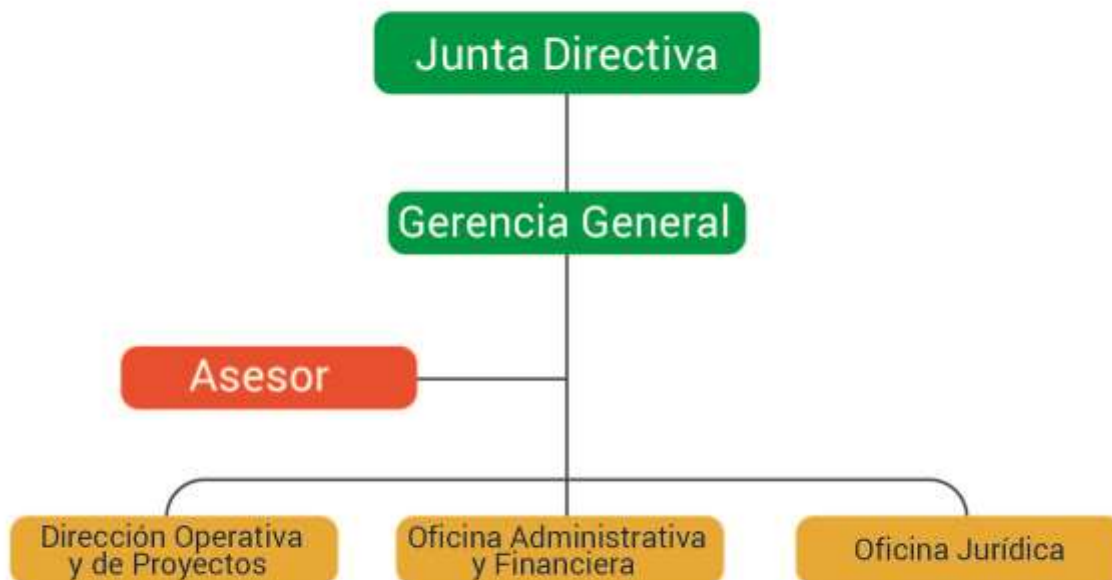 Junta Directiva
Gerencia General
Asesor
Dirección Operativa
y de Proyectos
Oficina Administrativa
y Financiera
Oficina Jurídica